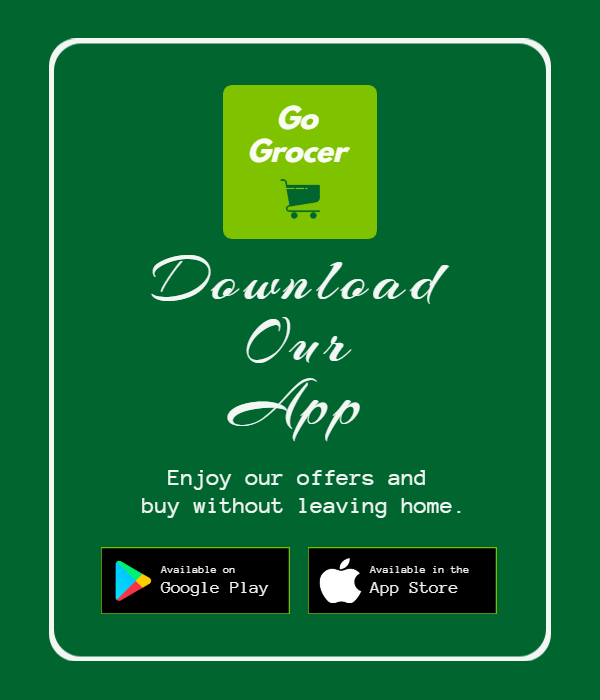 Go
Grocer
Download
Our
App
Enjoy our offers and
buy without leaving home.
Available on
Google Play
Available in the
App Store